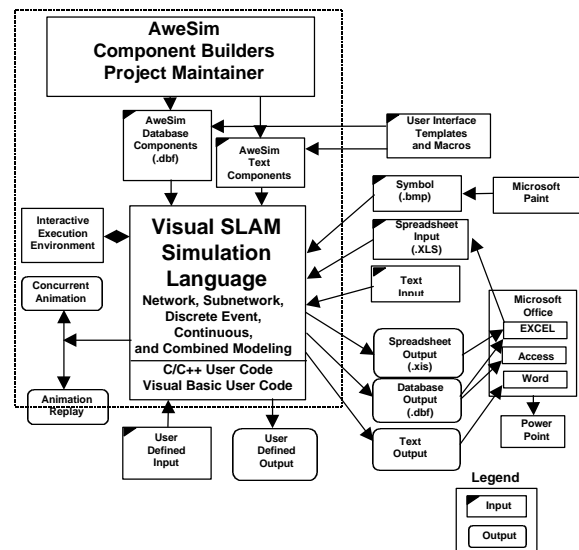 AweSim
Component Builders
Project Maintainer
AweSim
Database
Components
(.dbf)
AweSim
Text
Components
User Interface
Templates
and Macros
Symbol
(.bmp)
Microsoft
Paint
Interactive
Execution
Environment
Visual SLAM
Simulation
Language
Network, Subnetwork,
Discrete Event,
Continuous,
and Combined Modeling
C/C++ User Code
Visual Basic User Code
Spreadsheet
Input
(.XLS)
Text
Input
Concurrent
Animation
Animation
Replay
Microsoft
Office
EXCEL
Access
Word
Spreadsheet
Output
(.xis)
Database
Output
(.dbf)
Text
Output
User
Defined
Input
User
Defined
Output
Power
Point
Legend
Input
Output